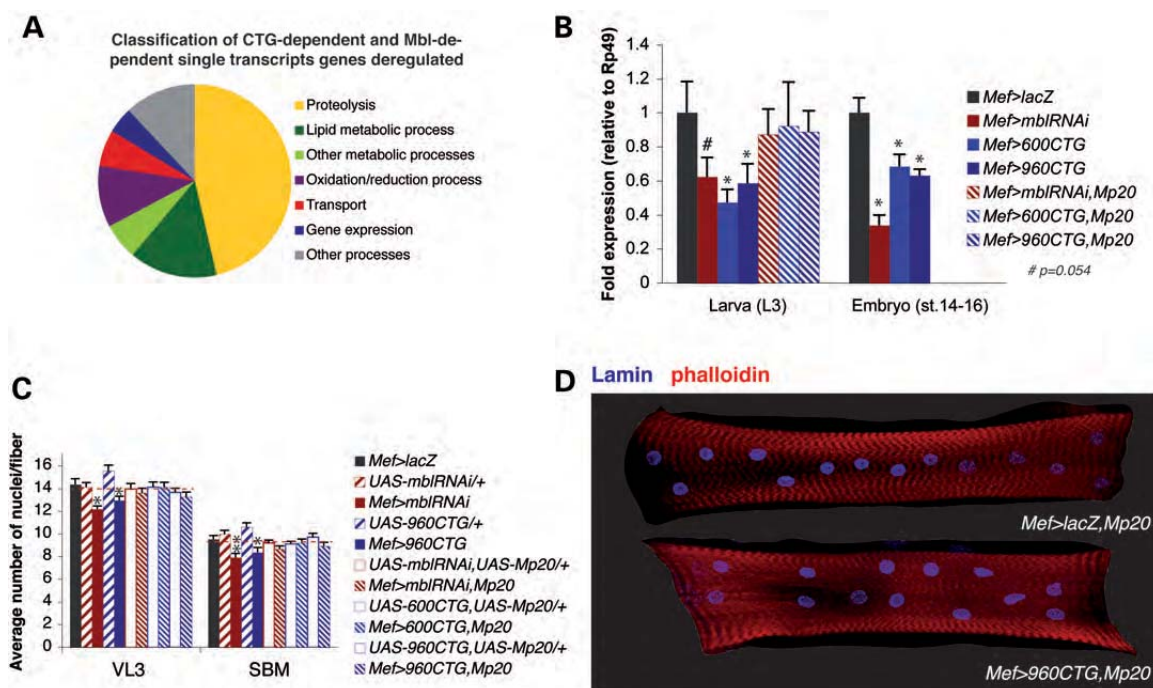 A
Classification of CTG-dependent and Mbl-de-
pendent single transcripts genes deregulated
Proteolysis
Lipid metabolic process
Other metabolic processes
Oxidation/reduction process
Transport
Gene expression
Other processes
B
Fold expression (relative to Rp49)
1.4
1.2
1
0.8
0.6
0.4
0.2
0
#
*
*
*
*
*
Larva (L3)
Embryo (st.14-16)
Mef>lacZ
Mef>mblRNAi
Mef>600CTG
Mef>960CTG
Mef>mblRNAi,Mp20
Mef>600CTG,Mp20
Mef>960CTG,Mp20
# p=0.054
C
Average number of nuclei/fiber
16
14
12
10
8
6
4
2
0
*
*
**
*
VL3
SBM
Mef>lacZ
UAS-mblRNAi/+
Mef>mblRNAi
UAS-960CTG/+
Mef>960CTG
UAS-mblRNAi,UAS-Mp20/+
Mef>mblRNAi,Mp20
UAS-600CTG,UAS-Mp20/+
Mef>600CTG,Mp20
UAS-960CTG,UAS-Mp20/+
Mef>960CTG,Mp20
D
Lamin phalloidin
Mef>lacZ,Mp20
Mef>960CTG,Mp20